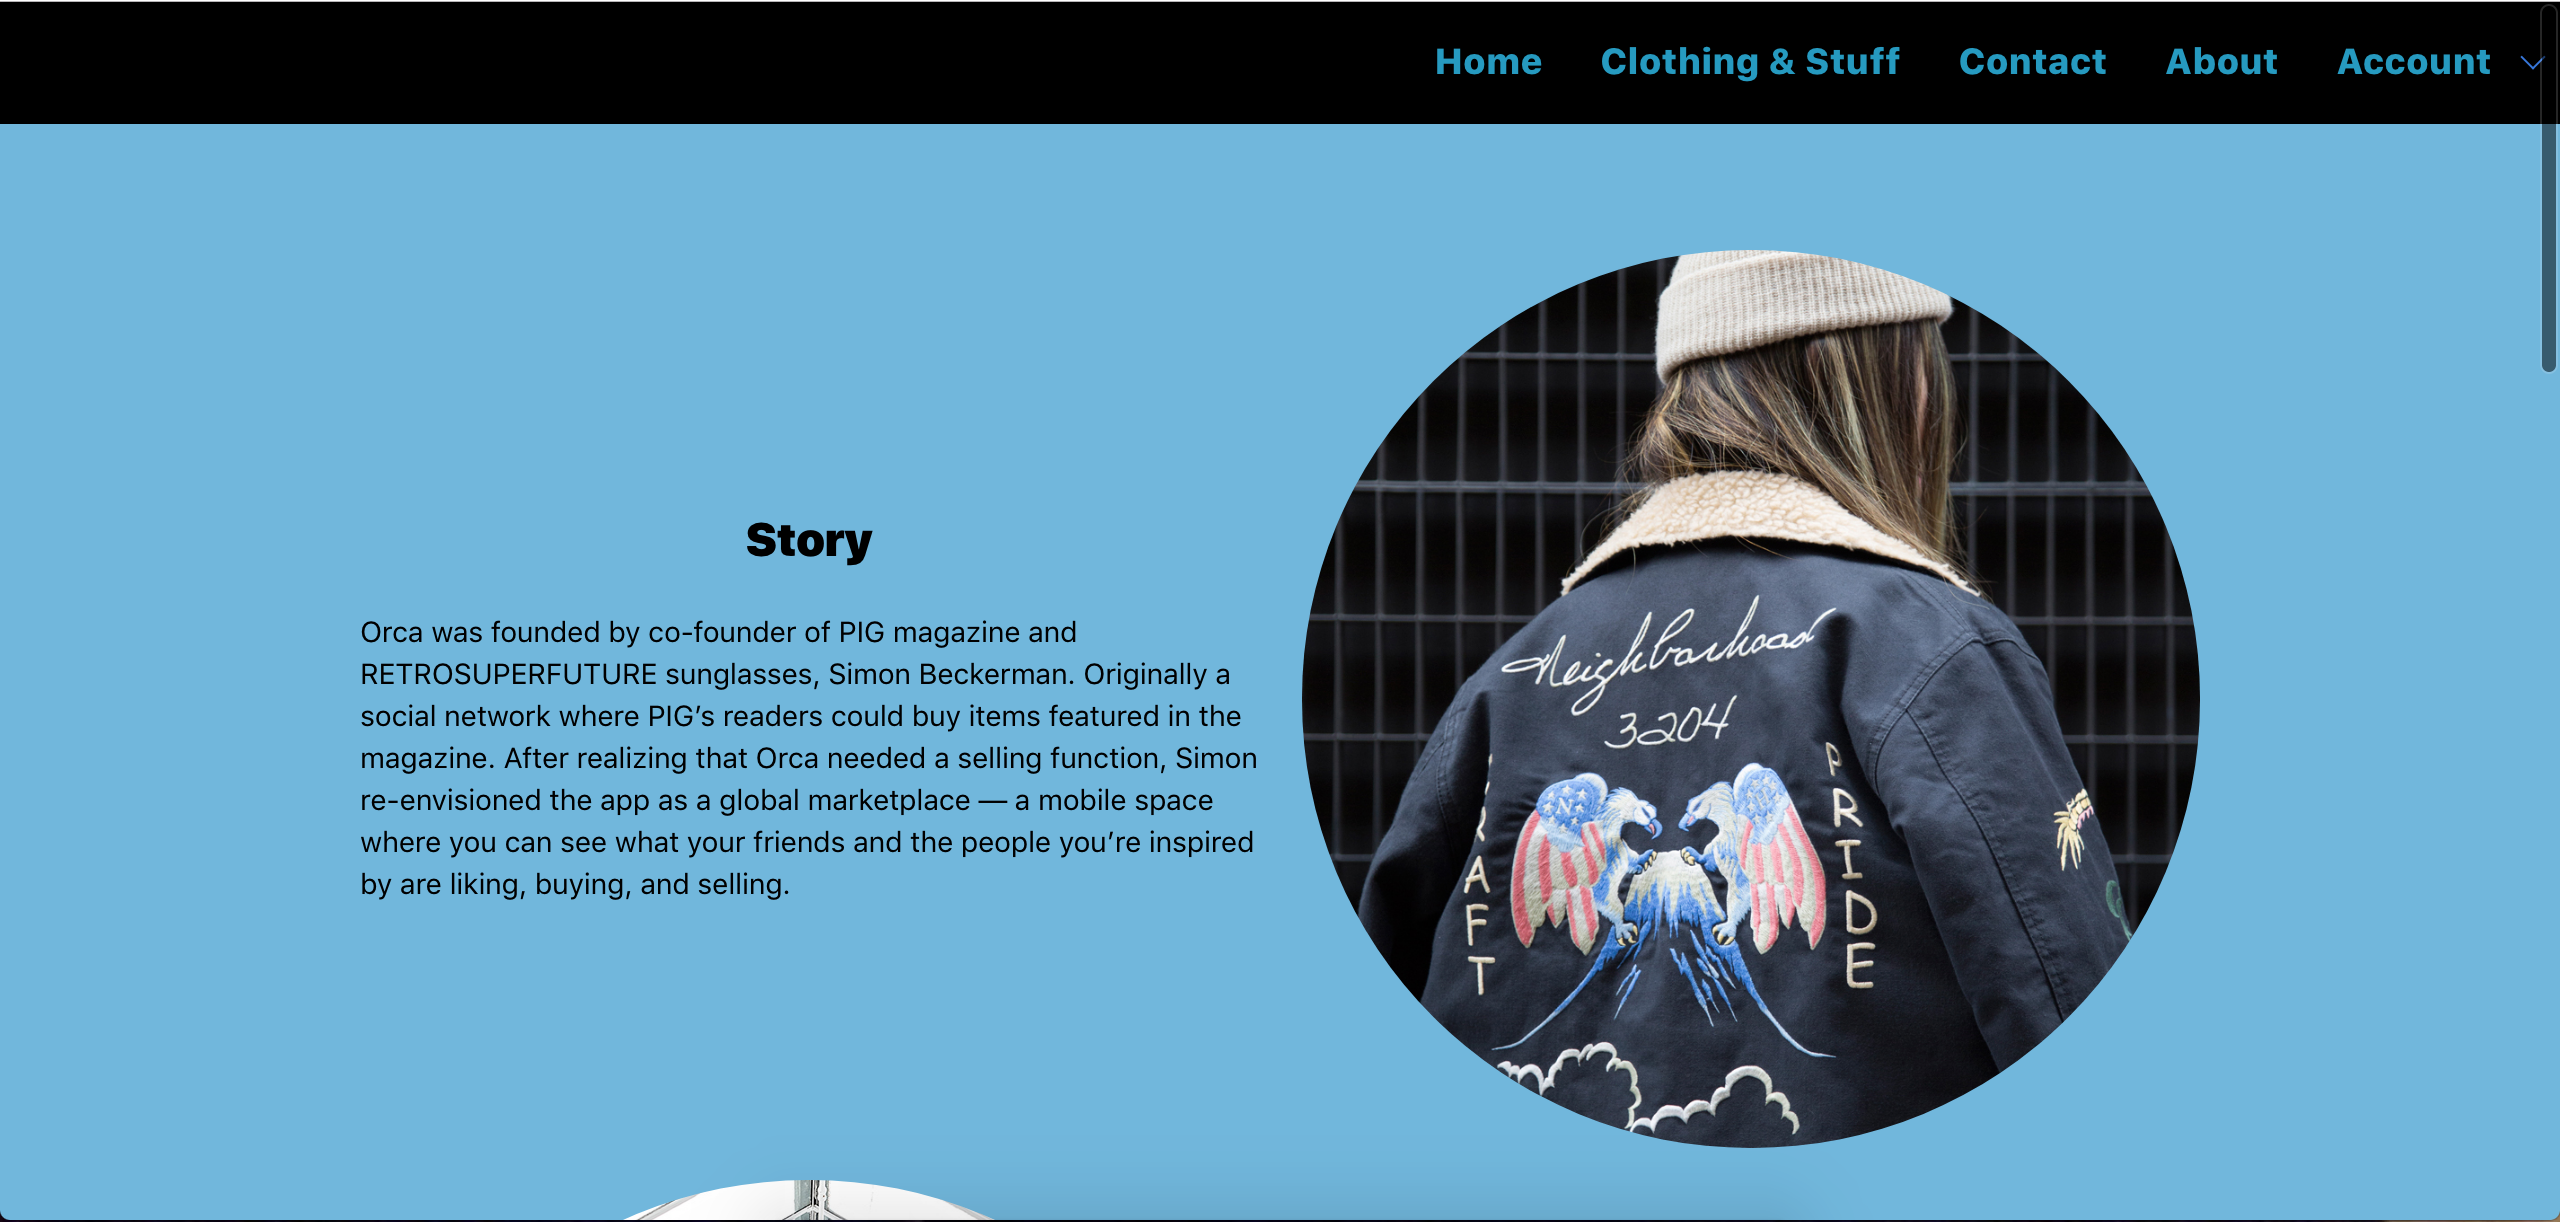 Home Clothing & Stuff Contact About Account
Story
Orca was founded by co-founder of PIG magazine and
RETROSUPERFUTURE sunglasses, Simon Beckerman. Originally a
social network where PIG’s readers could buy items featured in the
magazine. After realizing that Orca needed a selling function, Simon
re-envisioned the app as a global marketplace — a mobile space
where you can see what your friends and the people you’re inspired
by are liking, buying, and selling.
Neighborhood
3204
N
RAFT
PRIDE